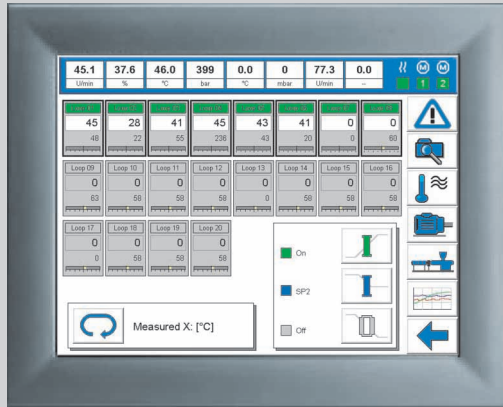 45.1 37.6 46.0 399 0.0 0 77.3 0.0
U/min % °C bar °C mbar U/min --
M M
1 2
45 28 41 45 43 41 0 0
48 22 55 236 43 20 0 68
Loop 09 Loop 10 Loop 11 Loop 12 Loop 13 Loop 14 Loop 15 Loop 16
0 0 0 0 0 0 0 0
63 58 58 58 0 58 58 58
Loop 17 Loop 18 Loop 19 Loop 20
0 0 0 0
0 58 58 58
On
SP2
Measured X: [°C]
Off